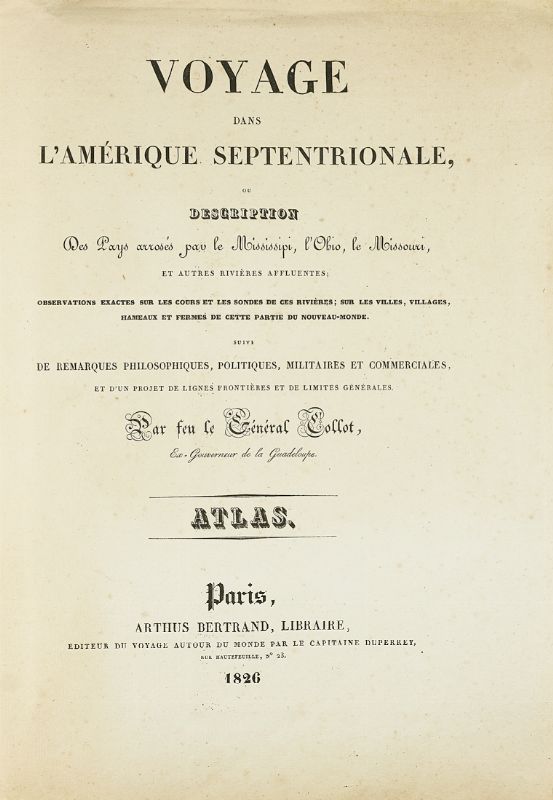 VOYAGE
DANS
L'AMÉRIQUE SEPTENTRIONALE,
OU
DESCRIPTION
Des Pays arrosés par le Mississipi, l'Ohio, le Missouri,
ET AUTRES RIVIÈRES AFFLUENTES;
OBSERVATIONS EXACTES SUR LES COURS ET LES SONDES DE CES RIVIÈRES; SUR LES VILLES, VILLAGES,
HAMEAUX ET FERMES DE CETTE PARTIE DU NOUVEAU-MONDE.
SUIVI
DE REMARQUES PHILOSOPHIQUES, POLITIQUES, MILITAIRES ET COMMERCIALES,
ET D'UN PROJET DE LIGNES FRONTIÈRES ET DE LIMITES GÉNÉRALES.
Par feu le Général Collot,
Ex-Gouverneur de la Guadeloupe.
ATLAS.
Paris,
ARTHUS BERTRAND, LIBRAIRE,
ÉDITEUR DU VOYAGE AUTOUR DU MONDE PAR LE CAPITAINE DUPERREY,
RUE HAUTEFEUILLE, N° 23.
1826